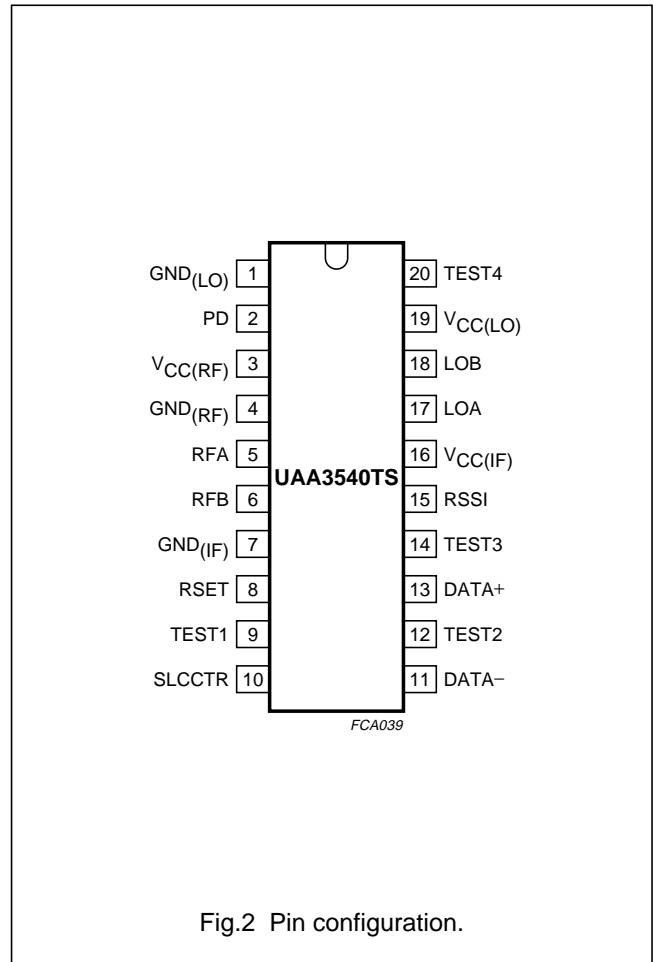 GND(LO) 1 20 TEST4
PD 2 19 VCC(LO)
VCC(RF) 3 18 LOB
GND(RF) 4 17 LOA
RFA 5 16 VCC(IF)
UAA3540TS
RFB 6 15 RSSI
GND(IF) 7 14 TEST3
RSET 8 13 DATA+
TEST1 9 12 TEST2
SLCCTR 10 11 DATA−
FCA039
Fig.2 Pin configuration.